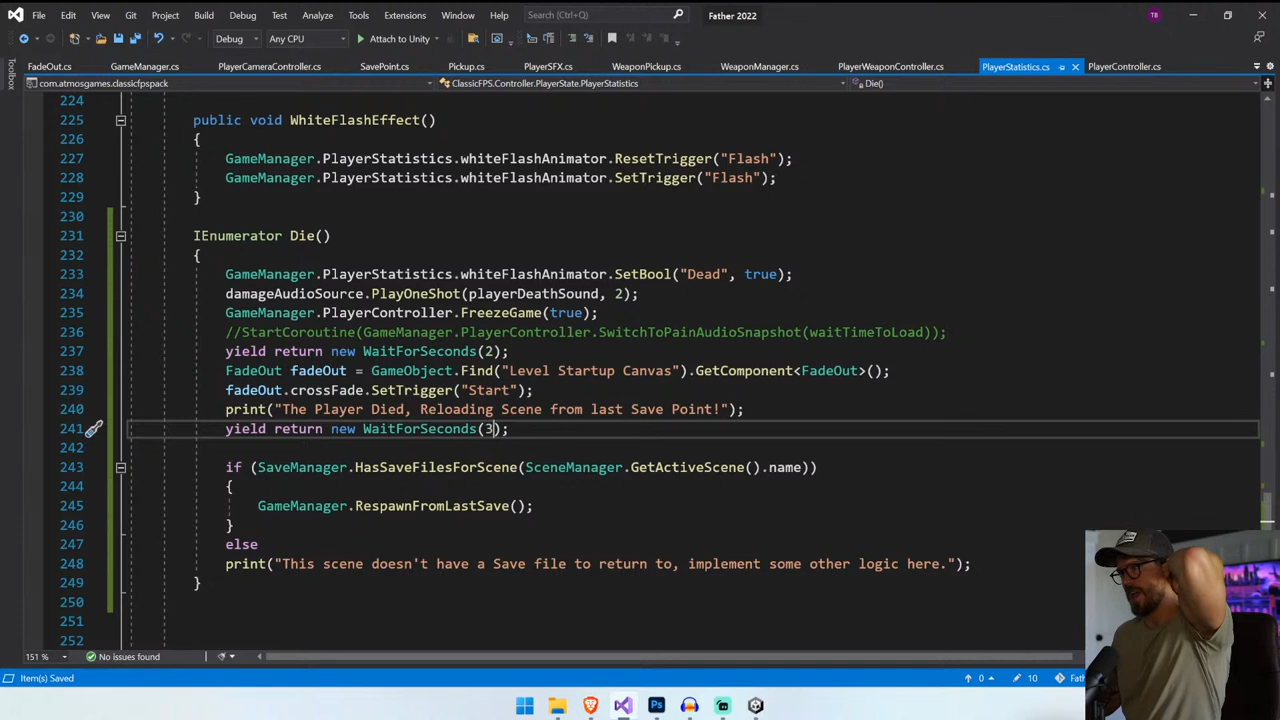 File Edit View Git Project Build Debug Test Analyze Tools Extensions Window Help Search (Ctrl+Q) Father 2022 TB
Debug Any CPU Attach to Unity
FadeOut.cs GameManager.cs PlayerCameraController.cs SavePoint.cs Pickup.cs PlayerSFX.cs WeaponPickup.cs WeaponManager.cs PlayerWeaponController.cs PlayerStatistics.cs PlayerController.cs
Toolbox
com.atmosgames.classicfpspack ClassicFPS.Controller.PlayerState.PlayerStatistics Die()
224
225 public void WhiteFlashEffect()
226 {
227 GameManager.PlayerStatistics.whiteFlashAnimator.ResetTrigger("Flash");
228 GameManager.PlayerStatistics.whiteFlashAnimator.SetTrigger("Flash");
229 }
230
231 IEnumerator Die()
232 {
233 GameManager.PlayerStatistics.whiteFlashAnimator.SetBool("Dead", true);
234 damageAudioSource.PlayOneShot(playerDeathSound, 2);
235 GameManager.PlayerController.FreezeGame(true);
236 //StartCoroutine(GameManager.PlayerController.SwitchToPainAudioSnapshot(waitTimeToLoad));
237 yield return new WaitForSeconds(2);
238 FadeOut fadeOut = GameObject.Find("Level Startup Canvas").GetComponent<FadeOut>();
239 fadeOut.crossFade.SetTrigger("Start");
240 print("The Player Died, Reloading Scene from last Save Point!");
241 yield return new WaitForSeconds(3);
242
243 if (SaveManager.HasSaveFilesForScene(SceneManager.GetActiveScene().name))
244 {
245 GameManager.RespawnFromLastSave();
246 }
247 else
248 print("This scene doesn't have a Save file to return to, implement some other logic here.");
249 }
250
251
252
151 % No issues found
Item(s) Saved 0 10 Fath